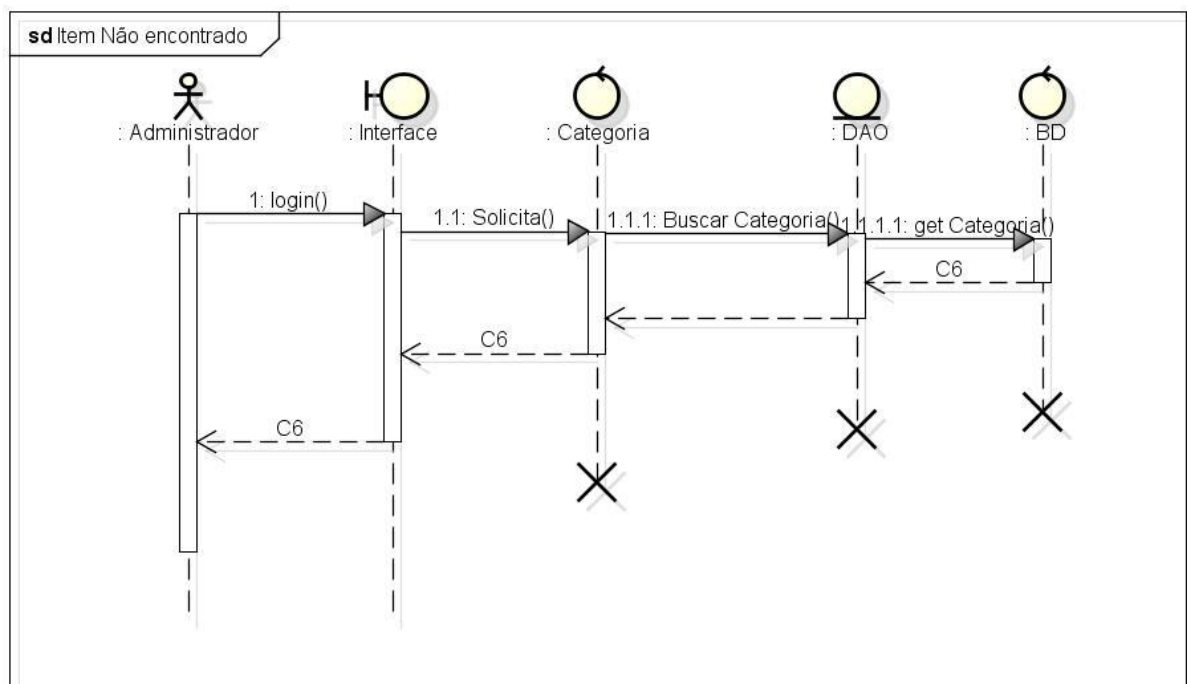 sd Item Não encontrado
: Administrador
: Interface
: Categoria
: DAO
: BD
1: login()
1.1: Solicita()
1.1.1: Buscar Categoria()
1.1.1.1: get Categoria()
C6
C6
C6